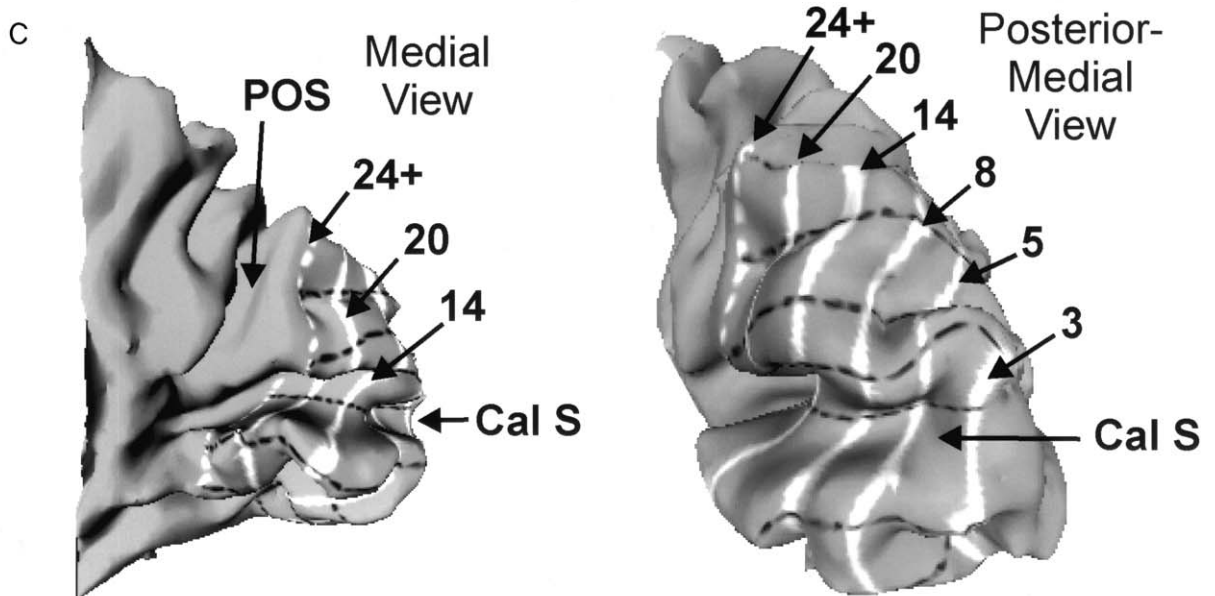 C
Medial
View
POS
24+
20
14
Cal S
Posterior-
Medial
View
24+
20
14
8
5
3
Cal S